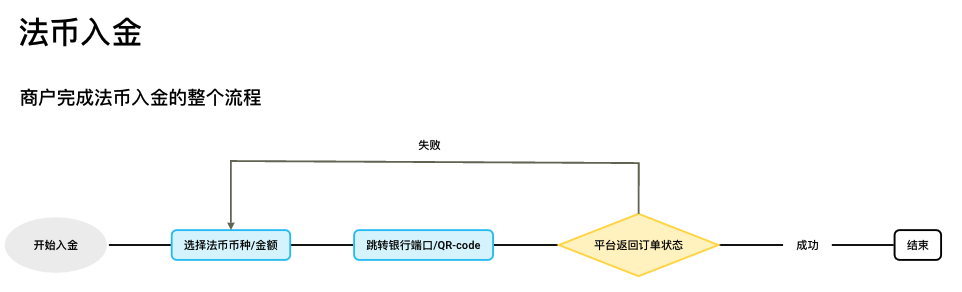 法币入金
商户完成法币入金的整个流程
失败
开始入金
选择法币币种/金额
跳转银行端口/QR-code
平台返回订单状态
成功
结束